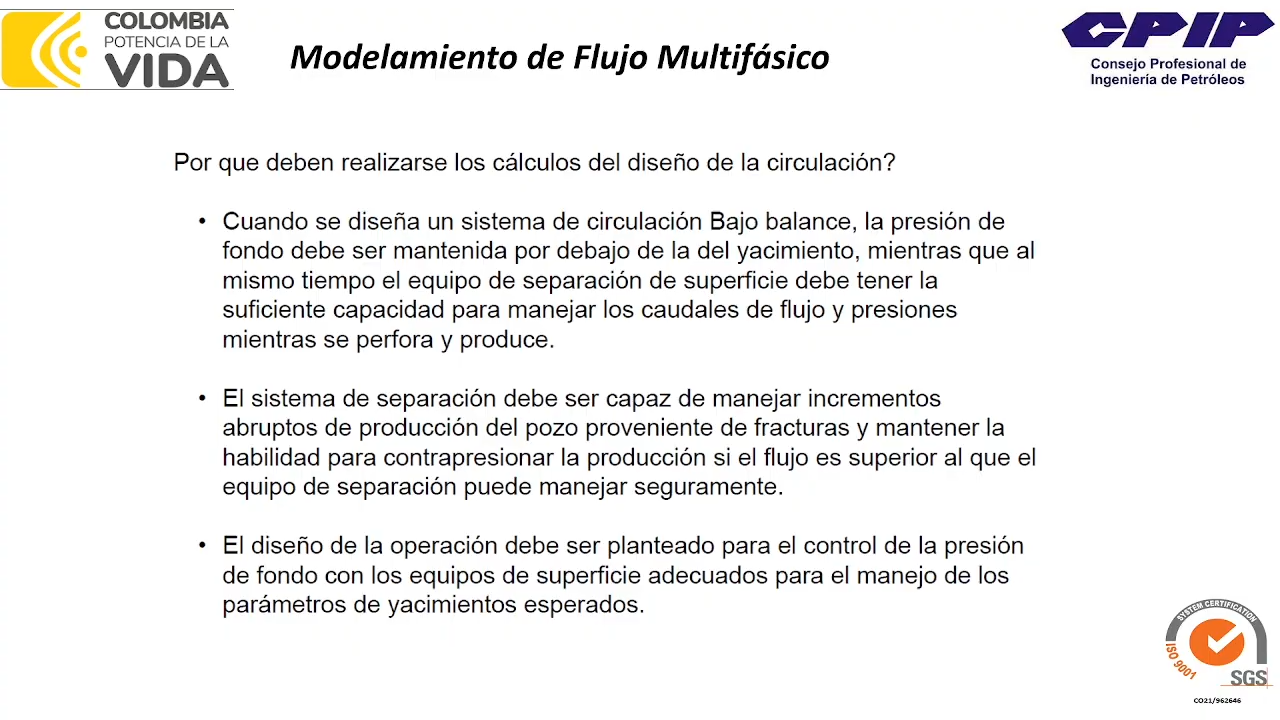 COLOMBIA
POTENCIA DE LA
VIDA
Modelamiento de Flujo Multifásico
CPIP
Consejo Profesional de
Ingeniería de Petróleos
Por que deben realizarse los cálculos del diseño de la circulación?
• Cuando se diseña un sistema de circulación Bajo balance, la presión de
fondo debe ser mantenida por debajo de la del yacimiento, mientras que al
mismo tiempo el equipo de separación de superficie debe tener la
suficiente capacidad para manejar los caudales de flujo y presiones
mientras se perfora y produce.
• El sistema de separación debe ser capaz de manejar incrementos
abruptos de producción del pozo proveniente de fracturas y mantener la
habilidad para contrapresionar la producción si el flujo es superior al que el
equipo de separación puede manejar seguramente.
• El diseño de la operación debe ser planteado para el control de la presión
de fondo con los equipos de superficie adecuados para el manejo de los
parámetros de yacimientos esperados.
SYSTEM CERTIFICATION
ISO 9001
SGS
CO21/962646